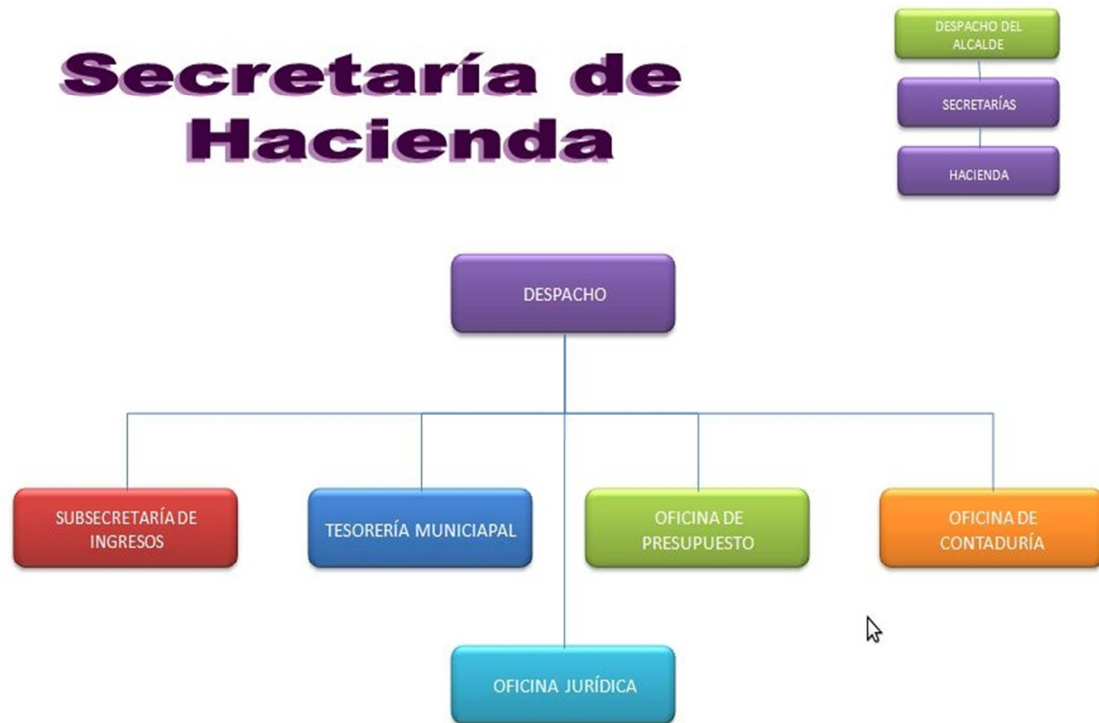 Secretaría de
Hacienda
DESPACHO DEL
ALCALDE
SECRETARÍAS
HACIENDA
DESPACHO
SUBSECRETARÍA DE
INGRESOS
TESORERÍA MUNICIAPAL
OFICINA DE
PRESUPUESTO
OFICINA DE
CONTADURÍA
OFICINA JURÍDICA